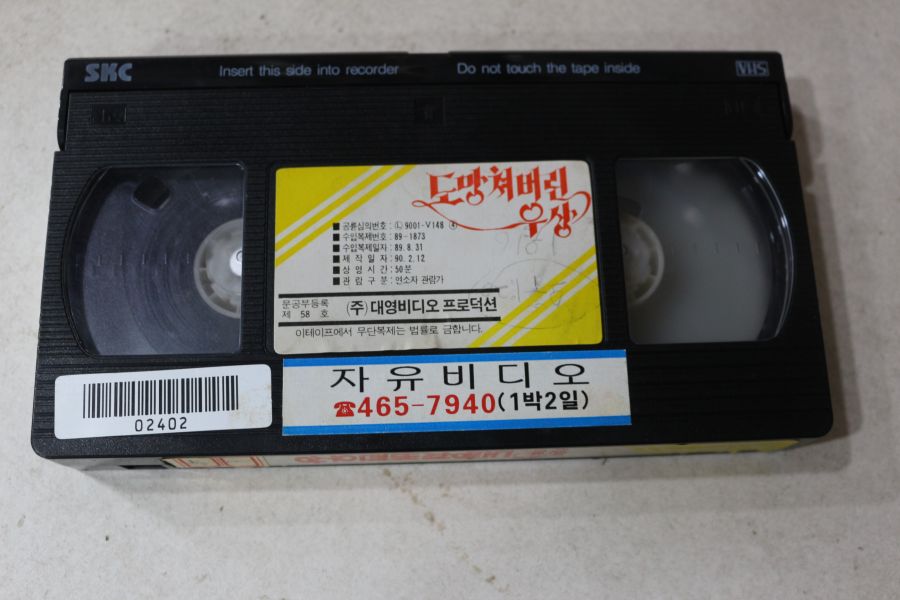 SKC Insert this side into recorder Do not touch the tape inside VHS
도망쳐버린
우상
■ 공륜심의번호 : Ⓛ 9001-V148 ④
■ 수입복제번호 : 89-1873
■ 수입복제일자 : 89.8.31
■ 제 작 일 자 : 90.2.12
■ 상 영 시 간 : 50분
■ 관 람 구 분 : 연소자 관람가
문공부등록
제 58 호
(주) 대영비디오 프로덕션
이테이프에서 무단복제는 법률로 금합니다.
자유비디오
☎465-7940(1박2일)
02402